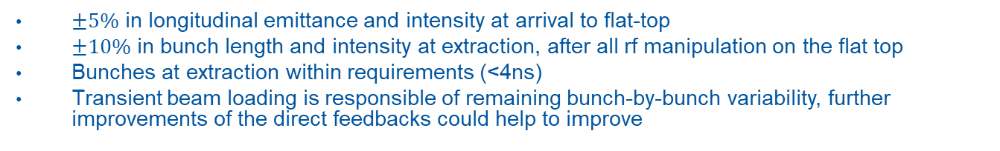 • ±5% in longitudinal emittance and intensity at arrival to flat-top
• ±10% in bunch length and intensity at extraction, after all rf manipulation on the flat top
• Bunches at extraction within requirements (<4ns)
• Transient beam loading is responsible of remaining bunch-by-bunch variability, further
improvements of the direct feedbacks could help to improve